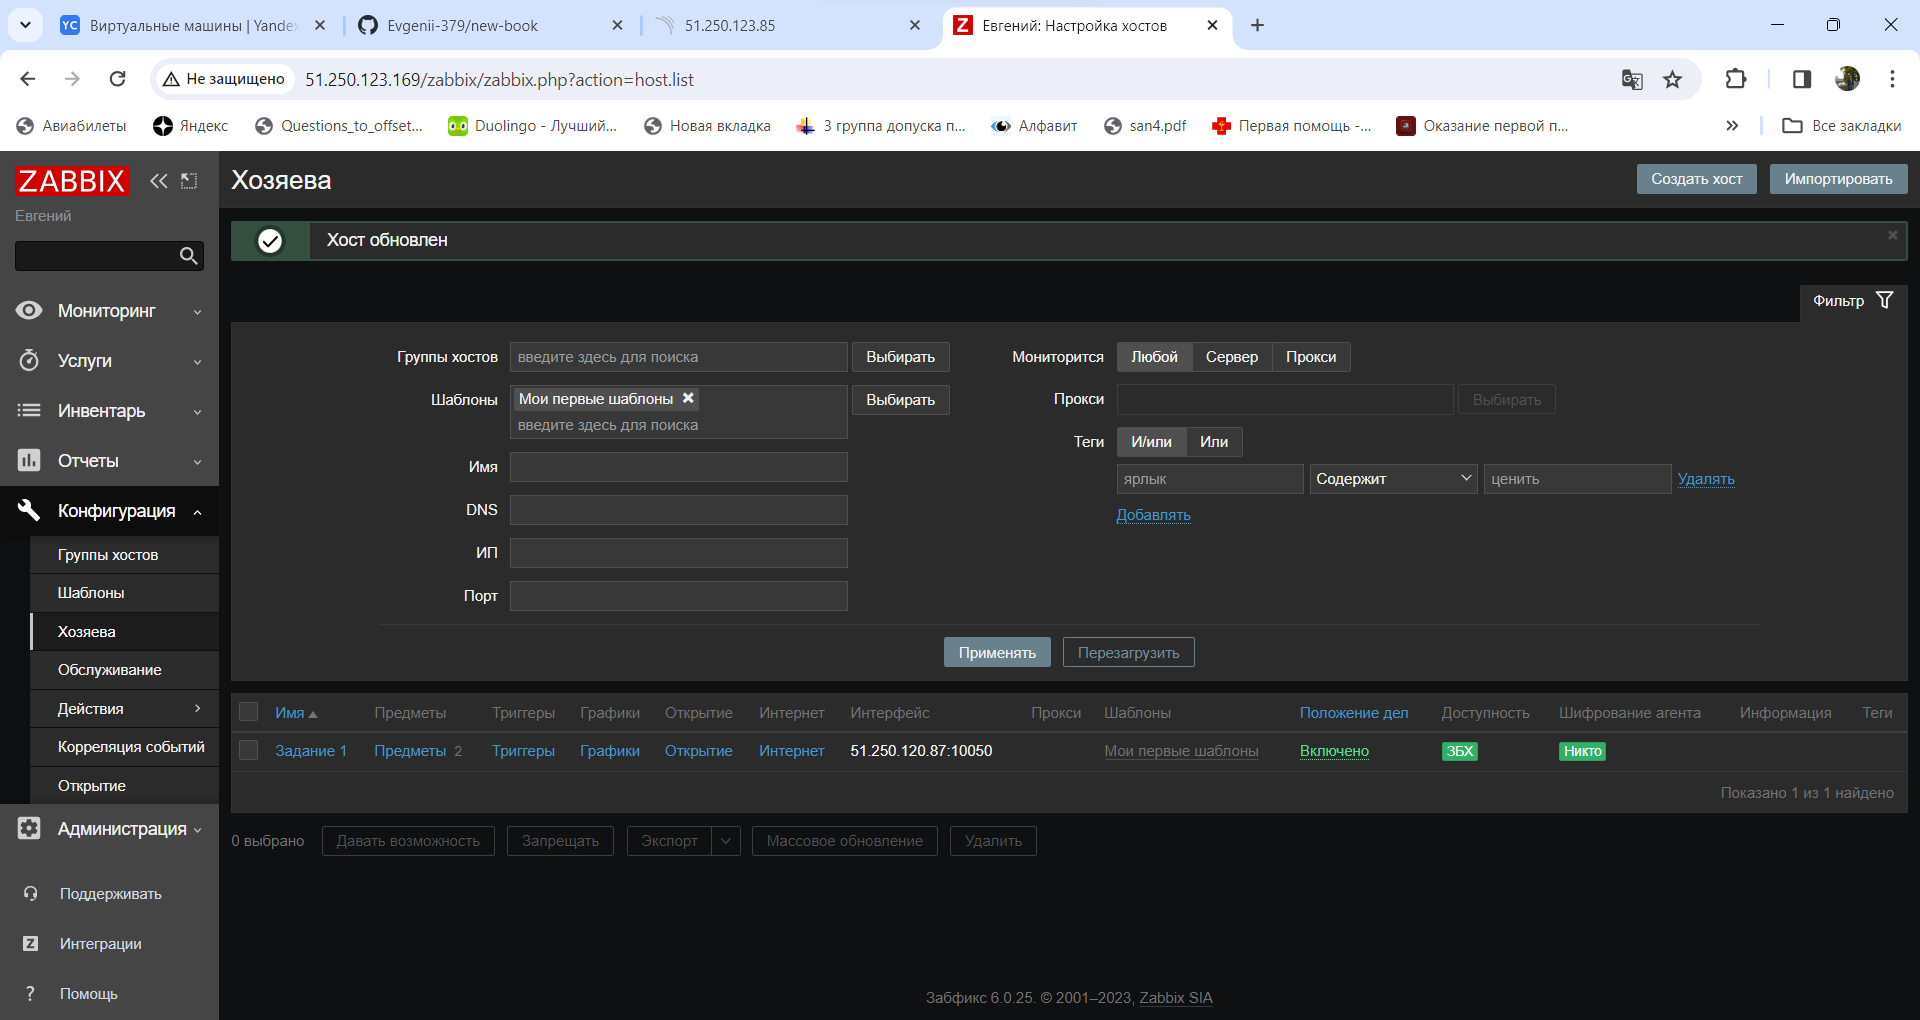 Виртуальные машины | Yande
Evgenii-379/new-book
51.250.123.85
Евгений: Настройка хостов
Не защищено
51.250.123.169/zabbix/zabbix.php?action=host.list
Авиабилеты
Яндекс
Questions_to_offset...
Duolingo - Лучший...
Новая вкладка
3 группа допуска п...
Алфавит
san4.pdf
Первая помощь -...
Оказание первой п...
Все закладки
ZABBIX
Евгений
Мониторинг
Услуги
Инвентарь
Отчеты
Конфигурация
Группы хостов
Шаблоны
Хозяева
Обслуживание
Действия
Корреляция событий
Открытие
Администрация
Поддерживать
Интеграции
Помощь
Хозяева
Создать хост
Импортировать
Хост обновлен
Фильтр
Группы хостов введите здесь для поиска Выбирать
Шаблоны Мои первые шаблоны Выбирать
введите здесь для поиска
Имя
DNS
ИП
Порт
Мониторится Любой Сервер Прокси
Прокси Выбирать
Теги И/или Или
ярлык Содержит ценить Удалять
Добавлять
Применять Перезагрузить
Имя Предметы Триггеры Графики Открытие Интернет Интерфейс Прокси Шаблоны Положение дел Доступность Шифрование агента Информация Теги
Задание 1 Предметы 2 Триггеры Графики Открытие Интернет 51.250.120.87:10050 Мои первые шаблоны Включено ЗБХ Никто
Показано 1 из 1 найдено
0 выбрано Давать возможность Запрещать Экспорт Массовое обновление Удалить
Забфикс 6.0.25. © 2001–2023, Zabbix SIA